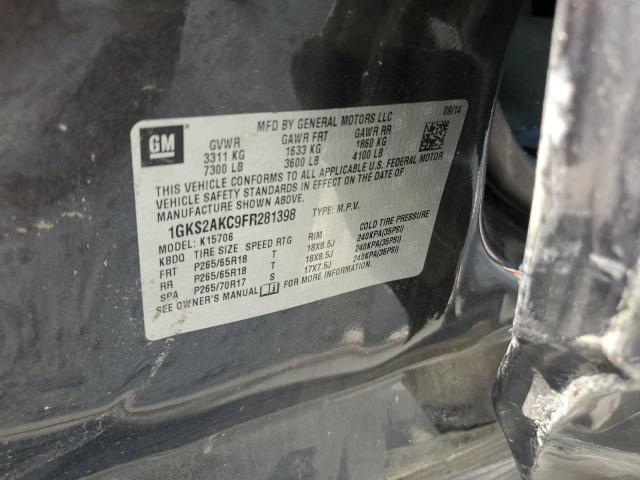 GM
MFD BY GENERAL MOTORS LLC 09/14
GVWR GAWR FRT GAWR RR
3311 KG 1633 KG 1860 KG
7300 LB 3600 LB 4100 LB
THIS VEHICLE CONFORMS TO ALL APPLICABLE U.S. FEDERAL MOTOR
VEHICLE SAFETY STANDARDS IN EFFECT ON THE DATE OF
MANUFACTURE SHOWN ABOVE.
1GKS2AKC9FR281398 TYPE: M.P.V.
MODEL: K15706
KBDQ TIRE SIZE SPEED RTG RIM COLD TIRE PRESSURE
FRT P265/65R18 T 18X8.5J 240KPA(35PSI)
RR P265/65R18 T 18X8.5J 240KPA(35PSI)
SPA P265/70R17 S 17X7.5J 240KPA(35PSI)
SEE OWNER'S MANUAL FOR MORE INFORMATION.